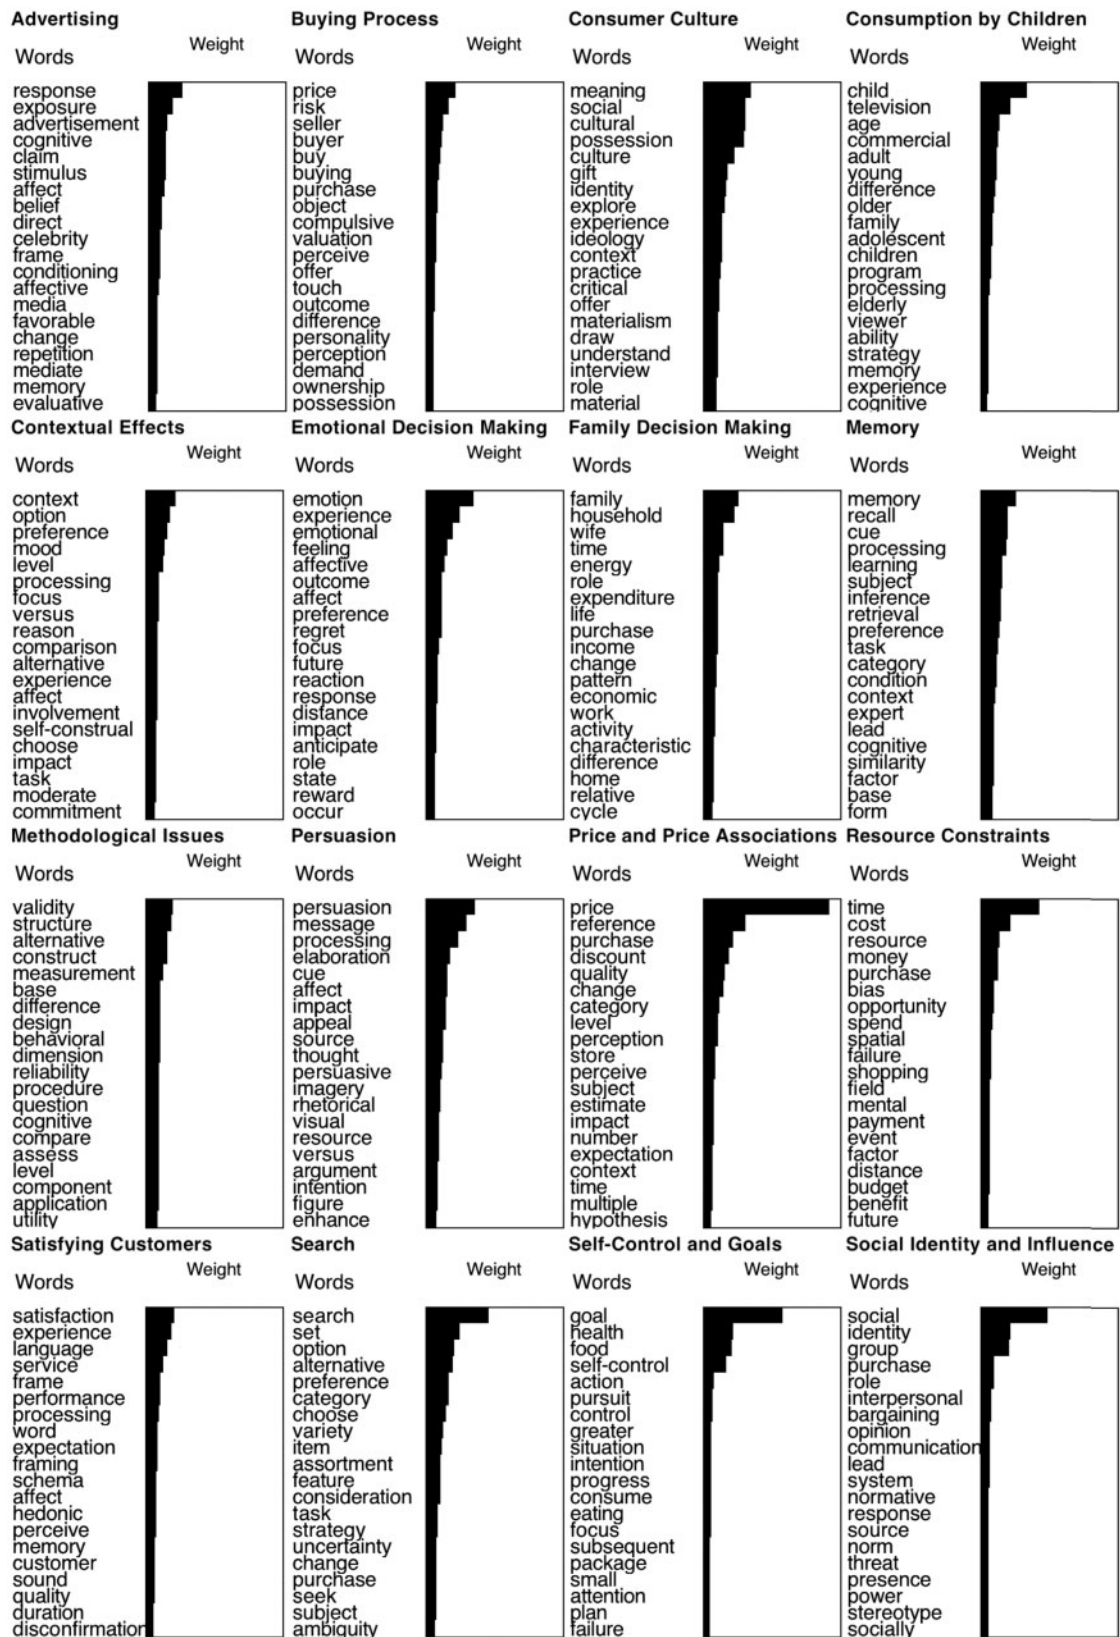 Advertising
Words
Weight
response
exposure
advertisement
cognitive
claim
stimulus
affect
belief
direct
celebrity
frame
conditioning
affective
media
favorable
change
repetition
mediate
memory
evaluative
Buying Process
Words
Weight
price
risk
seller
buyer
buy
buying
purchase
object
compulsive
valuation
perceive
offer
touch
outcome
difference
personality
perception
demand
ownership
possession
Consumer Culture
Words
Weight
meaning
social
cultural
possession
culture
gift
identity
explore
experience
ideology
context
practice
critical
offer
materialism
draw
understand
interview
role
material
Consumption by Children
Words
Weight
child
television
age
commercial
adult
young
difference
older
family
adolescent
children
program
processing
elderly
viewer
ability
strategy
memory
experience
cognitive
Contextual Effects
Words
Weight
context
option
preference
mood
level
processing
focus
versus
reason
comparison
alternative
experience
affect
involvement
self-construal
choose
impact
task
moderate
commitment
Emotional Decision Making
Words
Weight
emotion
experience
emotional
feeling
affective
outcome
affect
preference
regret
focus
future
reaction
response
distance
impact
anticipate
role
state
reward
occur
Family Decision Making
Words
Weight
family
household
wife
time
energy
role
expenditure
life
purchase
income
change
pattern
economic
work
activity
characteristic
difference
home
relative
cycle
Memory
Words
Weight
memory
recall
cue
processing
learning
subject
inference
retrieval
preference
task
category
condition
context
expert
lead
cognitive
similarity
factor
base
form
Methodological Issues
Words
Weight
validity
structure
alternative
construct
measurement
base
difference
design
behavioral
dimension
reliability
procedure
question
cognitive
compare
assess
level
component
application
utility
Persuasion
Words
Weight
persuasion
message
processing
elaboration
cue
affect
impact
appeal
source
thought
persuasive
imagery
rhetorical
visual
resource
versus
argument
intention
figure
enhance
Price and Price Associations
Words
Weight
price
reference
purchase
discount
quality
change
category
level
perception
store
perceive
subject
estimate
impact
number
expectation
context
time
multiple
hypothesis
Resource Constraints
Words
Weight
time
cost
resource
money
purchase
bias
opportunity
spend
spatial
failure
shopping
field
mental
payment
event
factor
distance
budget
benefit
future
Satisfying Customers
Words
Weight
satisfaction
experience
language
service
frame
performance
processing
word
expectation
framing
schema
affect
hedonic
perceive
memory
customer
sound
quality
duration
disconfirmation
Search
Words
Weight
search
set
option
alternative
preference
category
choose
variety
item
assortment
feature
consideration
task
strategy
uncertainty
change
purchase
seek
subject
ambiguity
Self-Control and Goals
Words
Weight
goal
health
food
self-control
action
pursuit
control
greater
situation
intention
progress
consume
eating
focus
subsequent
package
small
attention
plan
failure
Social Identity and Influence
Words
Weight
social
identity
group
purchase
role
interpersonal
bargaining
opinion
communication
lead
system
normative
response
source
norm
threat
presence
power
stereotype
socially